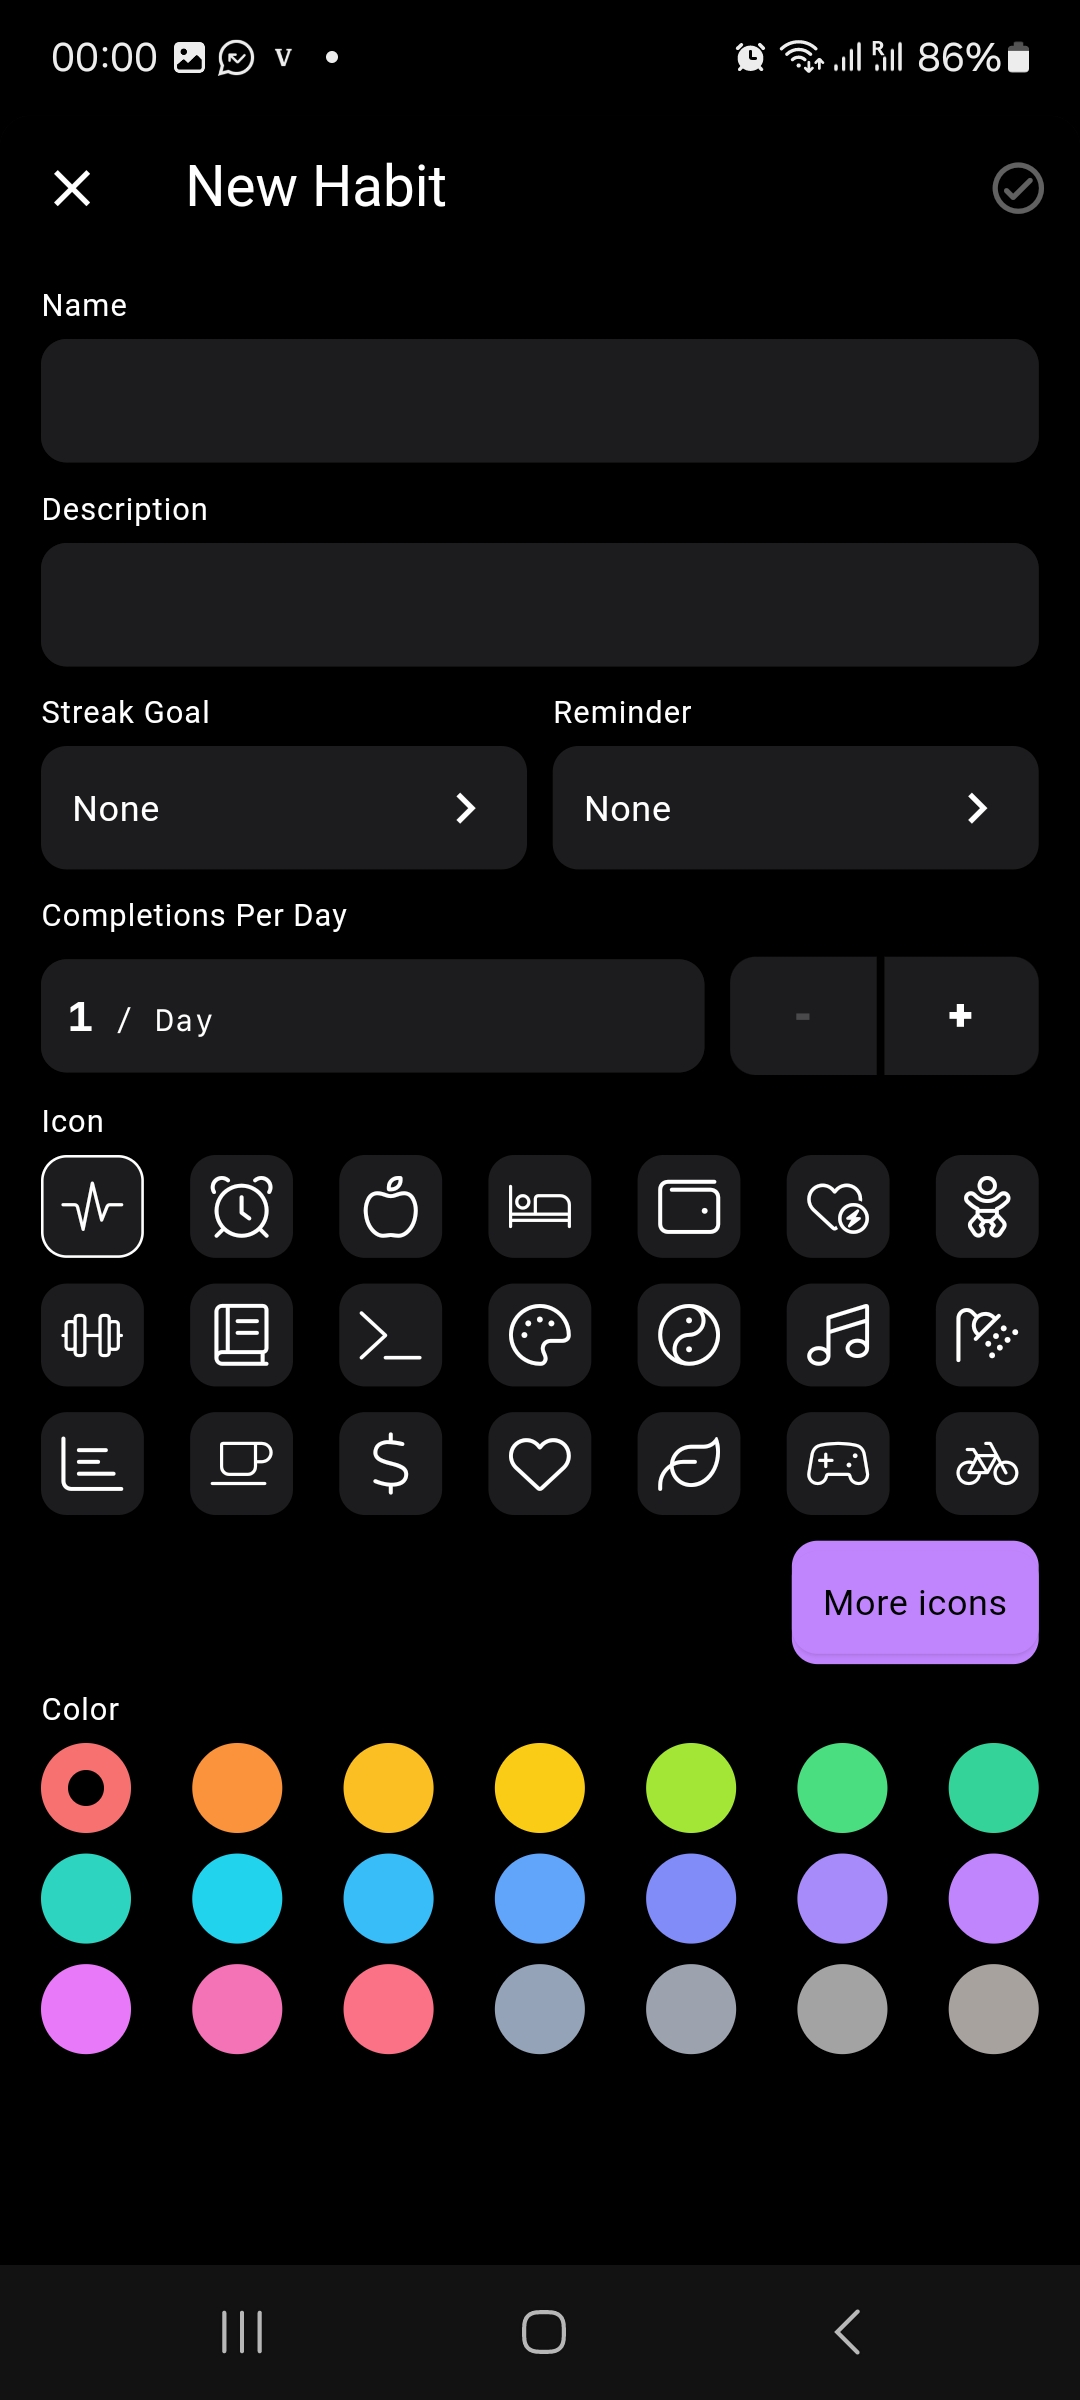 00:00 V R 86%
New Habit
Name
Description
Streak Goal Reminder
None None
Completions Per Day
1 / Day - +
Icon
More icons
Color